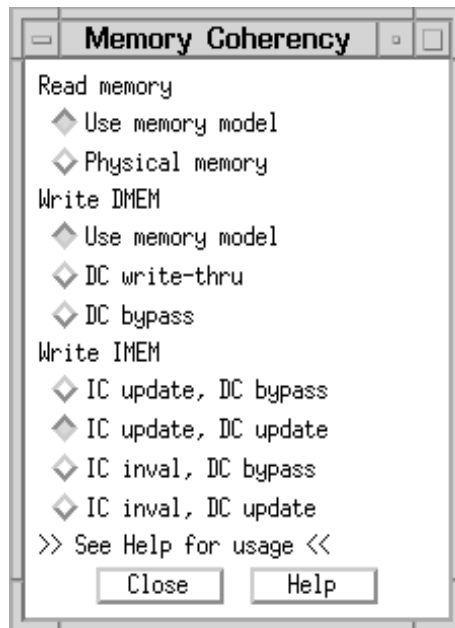 Memory Coherency
Read memory
Use memory model
Physical memory
Write DMEM
Use memory model
DC write-thru
DC bypass
Write IMEM
IC update, DC bypass
IC update, DC update
IC inval, DC bypass
IC inval, DC update
>> See Help for usage <<
Close Help